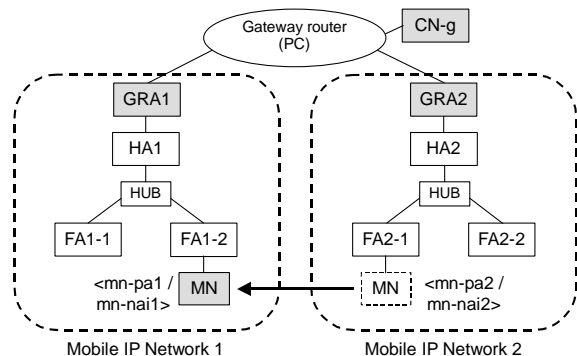 Gateway router
(PC)
CN-g
GRA1
GRA2
HA1
HA2
HUB
HUB
FA1-1
FA1-2
FA2-1
FA2-2
<mn-pa1 /
mn-nai1>
MN
MN
<mn-pa2 /
mn-nai2>
Mobile IP Network 1
Mobile IP Network 2